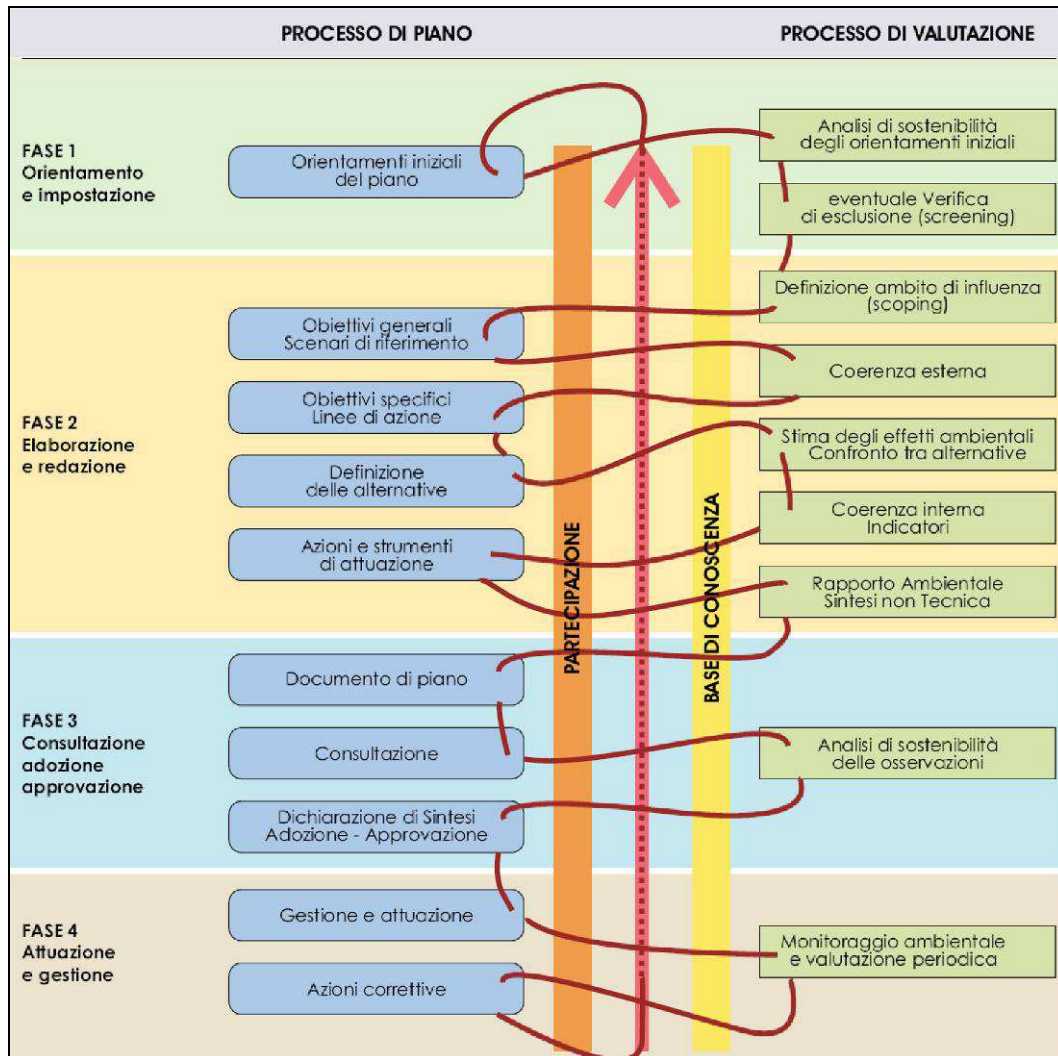 PROCESSO DI PIANO
PROCESSO DI VALUTAZIONE
FASE 1
Orientamento
e impostazione
Orientamenti iniziali
del piano
Analisi di sostenibilità
degli orientamenti iniziali
eventuale Verifica
di esclusione (screening)
FASE 2
Elaborazione
e redazione
Obiettivi generali
Scenari di riferimento
Obiettivi specifici
Linee di azione
Definizione
delle alternative
Azioni e strumenti
di attuazione
Definizione ambito di influenza
(scoping)
Coerenza esterna
Stima degli effetti ambientali
Confronto tra alternative
Coerenza interna
Indicatori
Rapporto Ambientale
Sintesi non Tecnica
PARTECIPAZIONE
BASE DI CONOSCENZA
FASE 3
Consultazione
adozione
approvazione
Documento di piano
Consultazione
Dichiarazione di Sintesi
Adozione - Approvazione
Analisi di sostenibilità
delle osservazioni
FASE 4
Attuazione
e gestione
Gestione e attuazione
Azioni correttive
Monitoraggio ambientale
e valutazione periodica